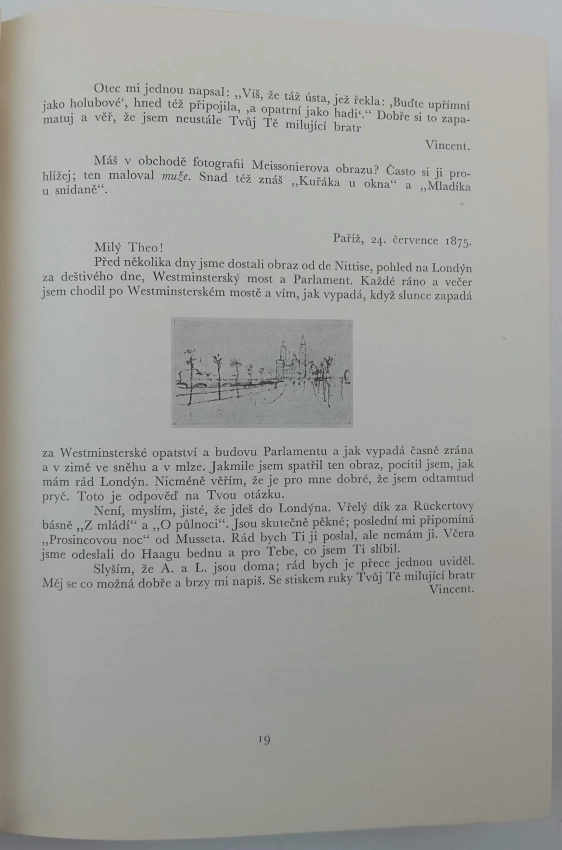 Otec mi jednou napsal: „Víš, že táž ústa, jež řekla: ‚Buďte upřímní
jako holubové‘, hned též připojila, ‚a opatrní jako hadi‘.“ Dobře si to zapa-
matuj a věř, že jsem neustále Tvůj Tě milující bratr
Vincent.
Máš v obchodě fotografii Meissonierova obrazu? Často si ji pro-
hlížej; ten maloval muže. Snad též znáš „Kuřáka u okna“ a „Mladíka
u snídaně“.
Paříž, 24. července 1875.
Milý Theo!
Před několika dny jsme dostali obraz od de Nittise, pohled na Londýn
za deštivého dne, Westminsterský most a Parlament. Každé ráno a večer
jsem chodil po Westminsterském mostě a vím, jak vypadá, když slunce zapadá
za Westminsterské opatství a budovu Parlamentu a jak vypadá časně zrána
a v zimě ve sněhu a v mlze. Jakmile jsem spatřil ten obraz, pocítil jsem, jak
mám rád Londýn. Nicméně věřím, že je pro mne dobré, že jsem odtamtud
pryč. Toto je odpověď na Tvou otázku.
Není, myslím, jisté, že jdeš do Londýna. Vřelý dík za Rückertovy
básně „Z mládí“ a „O půlnoci“. Jsou skutečně pěkné; poslední mi připomíná
„Prosincovou noc“ od Musseta. Rád bych Ti ji poslal, ale nemám ji. Včera
jsme odeslali do Haagu bednu a pro Tebe, co jsem Ti slíbil.
Slyším, že A. a L. jsou doma; rád bych je přece jednou uviděl.
Měj se co možná dobře a brzy mi napiš. Se stiskem ruky Tvůj Tě milující bratr
Vincent.
19